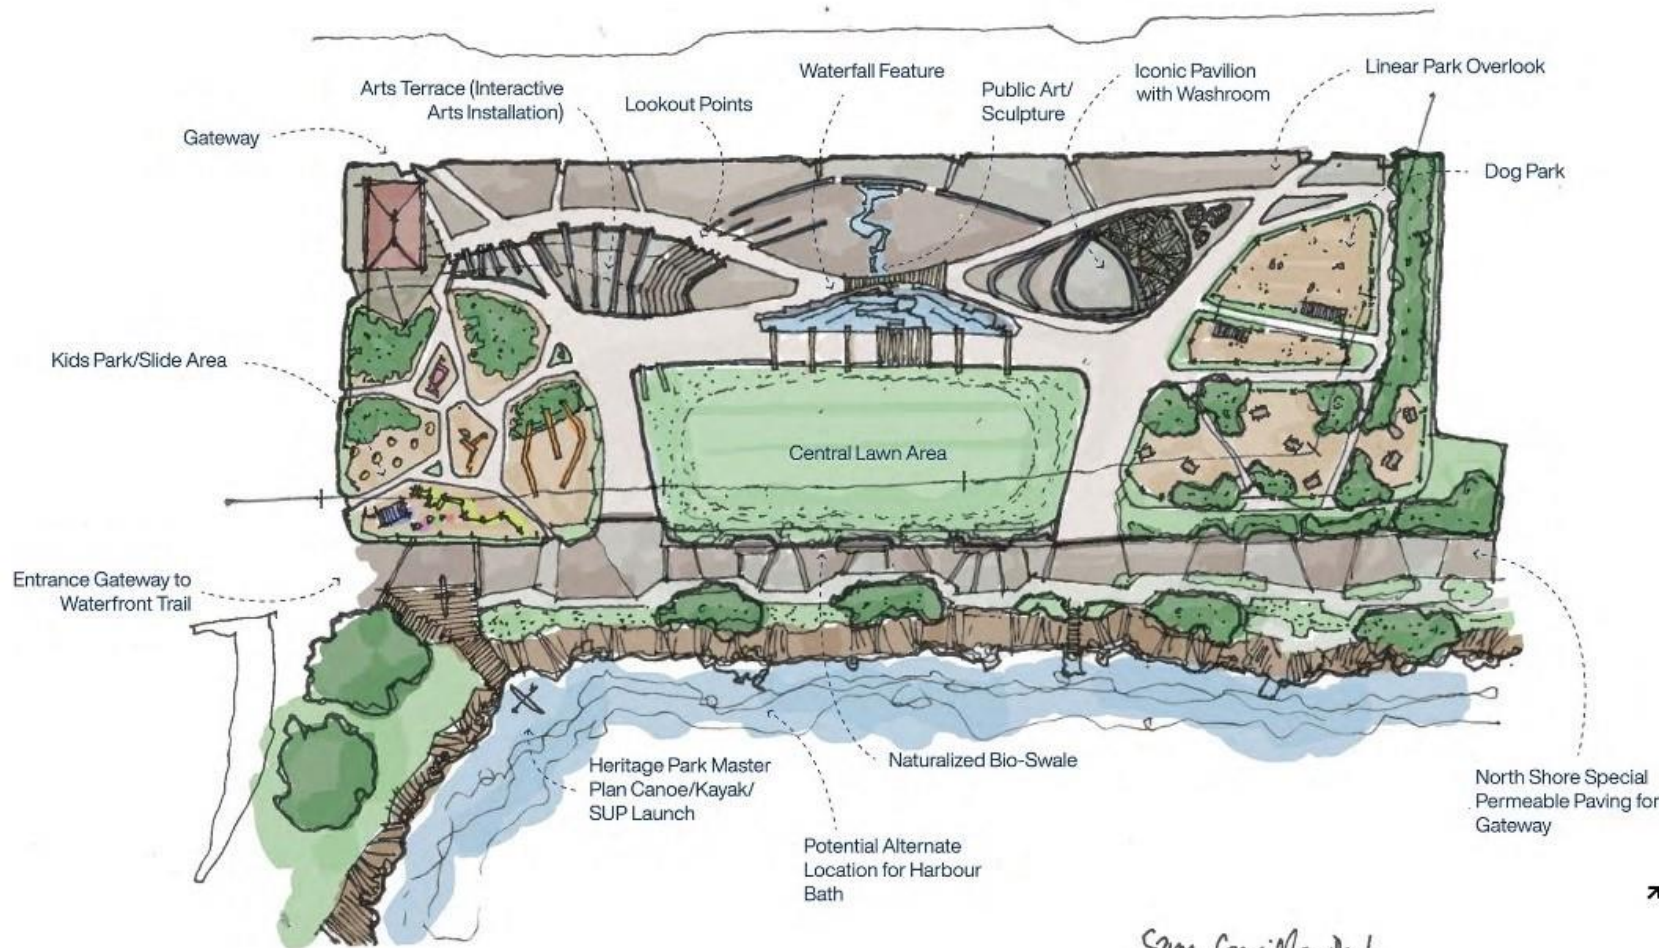 Waterfall Feature
Iconic Pavilion
with Washroom
Linear Park Overlook
Arts Terrace (Interactive
Arts Installation)
Lookout Points
Public Art/
Sculpture
Gateway
Dog Park
Kids Park/Slide Area
Central Lawn Area
Entrance Gateway to
Waterfront Trail
Heritage Park Master
Plan Canoe/Kayak/
SUP Launch
Naturalized Bio-Swale
North Shore Special
Permeable Paving for
Gateway
Potential Alternate
Location for Harbour
Bath